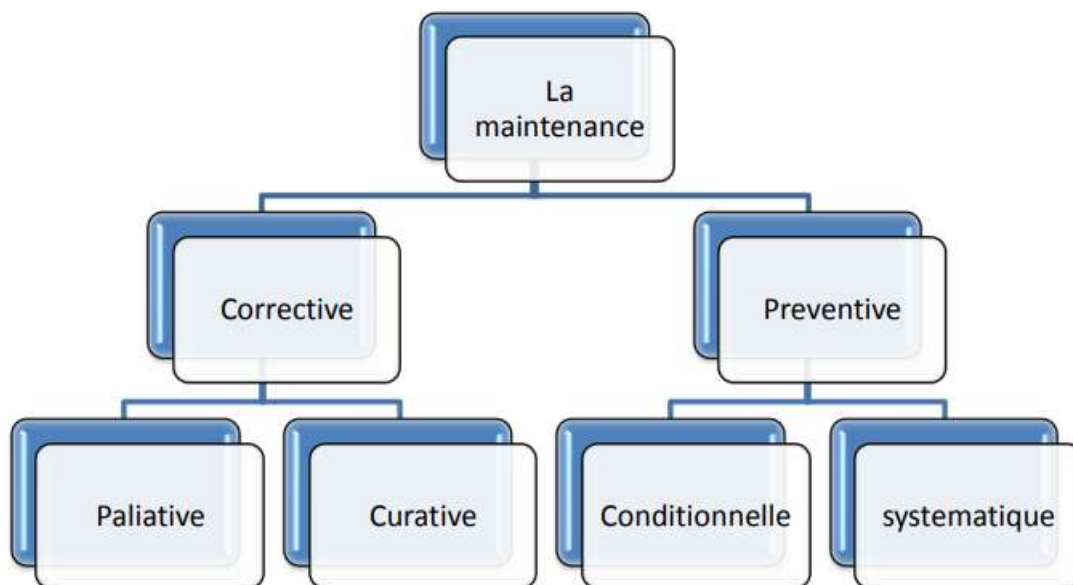 La
maintenance
Corrective
Preventive
Paliative
Curative
Conditionnelle
systematique